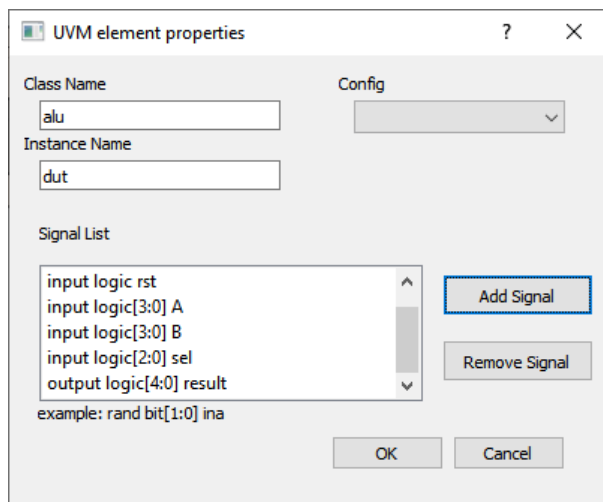 UVM element properties
?
Class Name
Config
alu
Instance Name
dut
Signal List
input logic rst
input logic[3:0] A
input logic[3:0] B
input logic[2:0] sel
output logic[4:0] result
Add Signal
Remove Signal
example: rand bit[1:0] ina
OK
Cancel